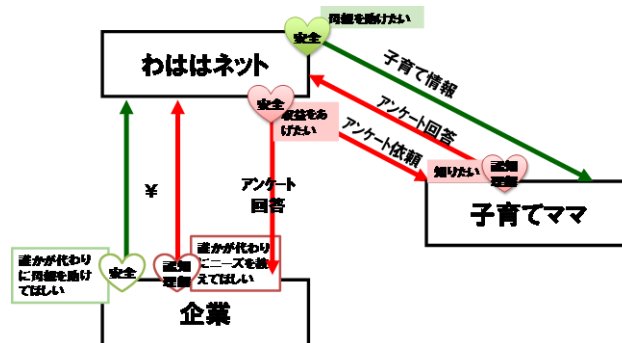 母親を助けたい
安全
わははネット
子育て情報
アンケート回答
アンケート依頼
安全
収益をあ
げたい
知りたい
認知
理解
子育てママ
¥
アンケート
回答
誰かが代わり
に母親を助け
てほしい
安全
認知
理解
誰かが代わり
にニーズを教
えてほしい
企業